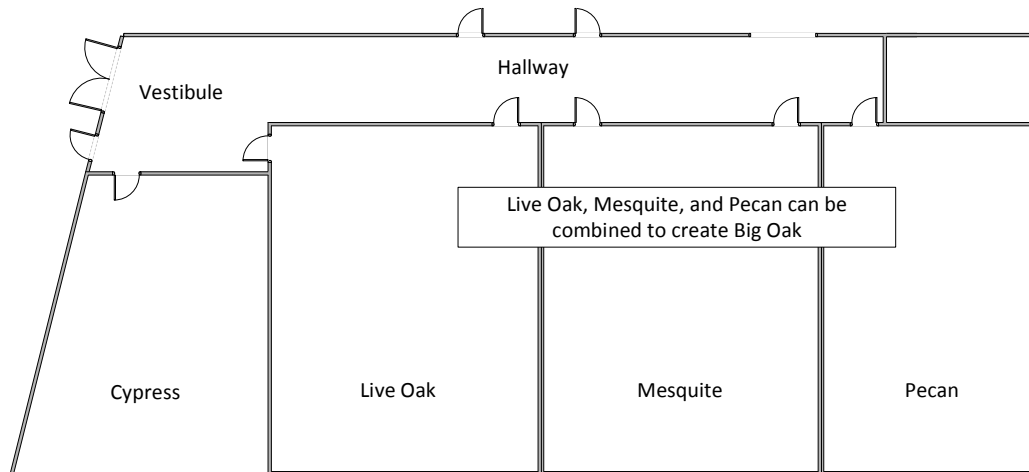 Hallway
Vestibule
Live Oak, Mesquite, and Pecan can be
combined to create Big Oak
Cypress
Live Oak
Mesquite
Pecan